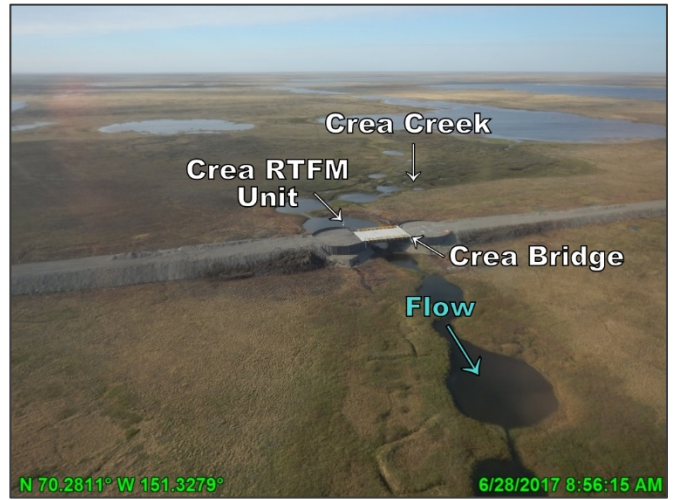 Crea Creek
Crea RTFM
Unit
Crea Bridge
Flow
N 70.2811° W 151.3279°
6/28/2017 8:56:15 AM